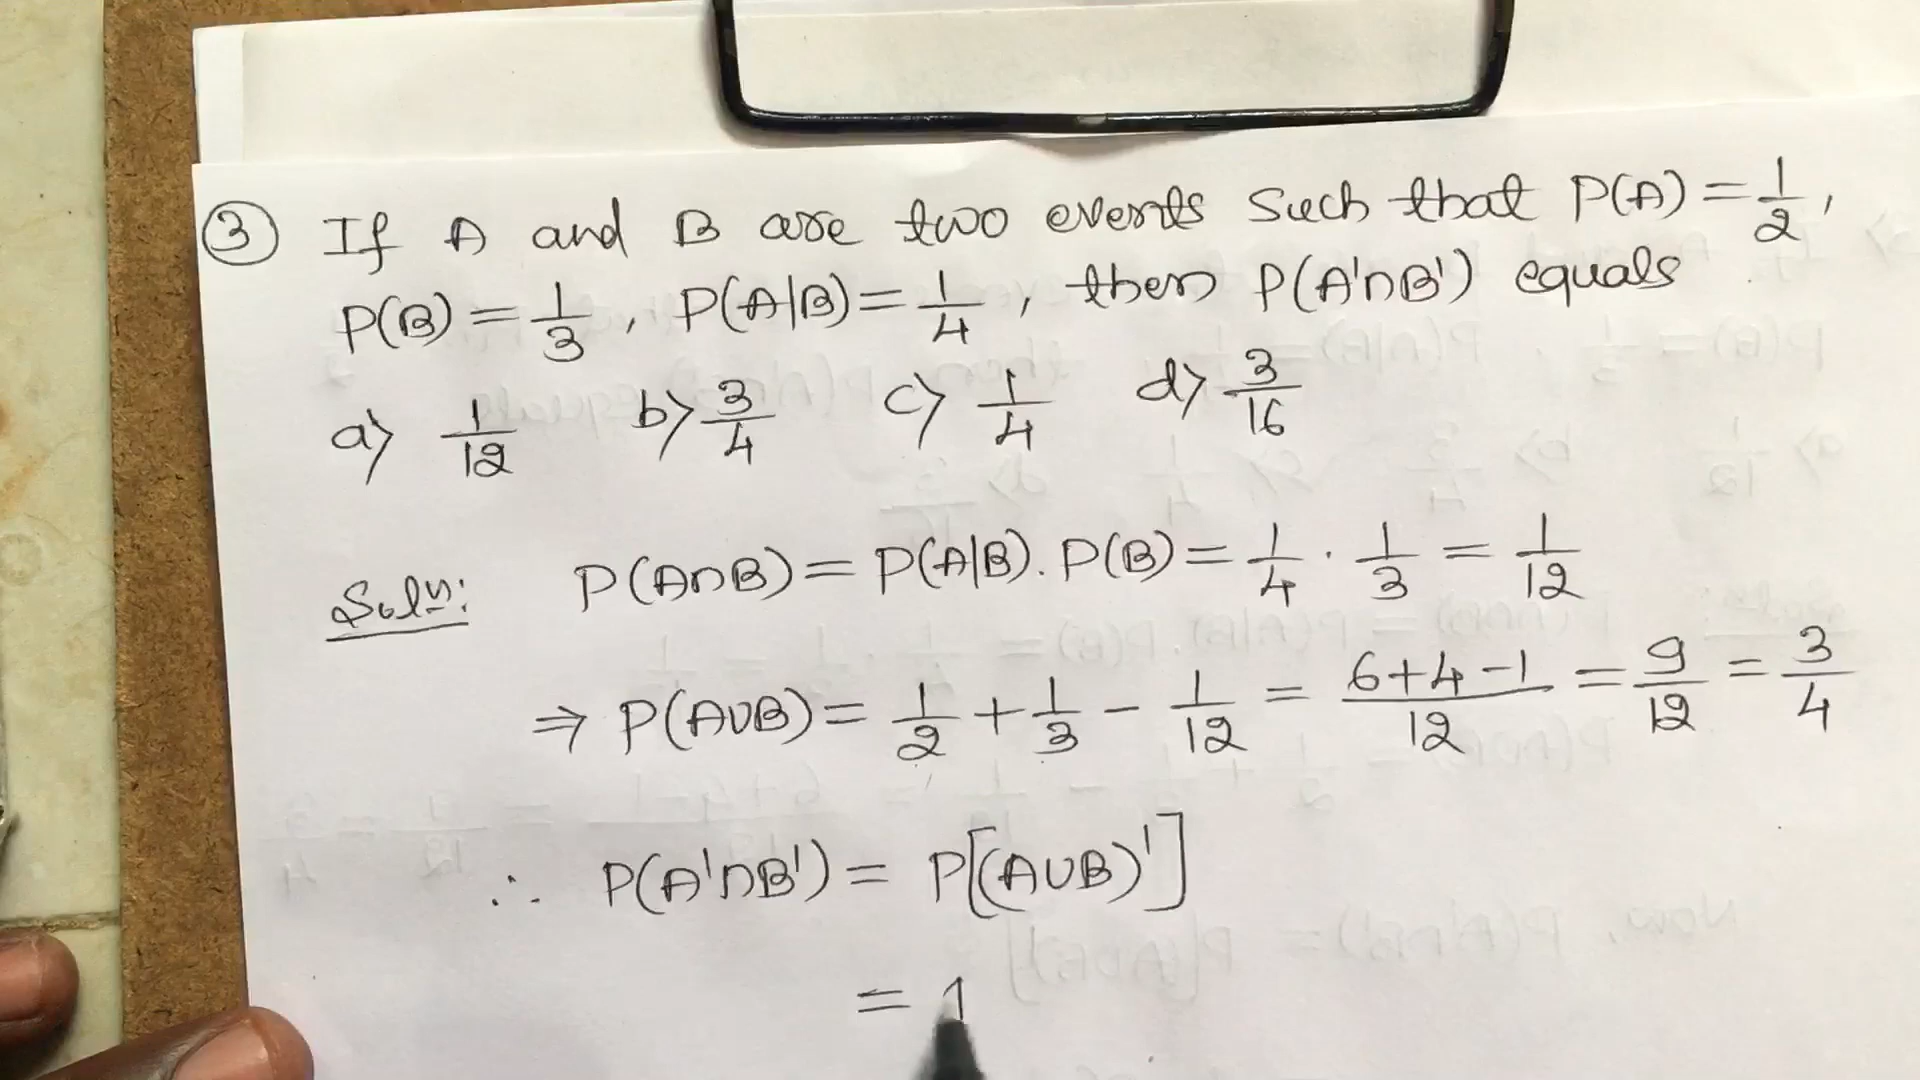 ③ If A and B are two events such that P(A) = 1/2,
P(B) = 1/3, P(A|B) = 1/4, then P(A'∩B') equals
a) 1/12 b) 3/4 c) 1/4 d) 3/16
Solⁿ: P(A∩B) = P(A|B). P(B) = 1/4 . 1/3 = 1/12
⇒ P(A∪B) = 1/2 + 1/3 - 1/12 = (6+4-1)/12 = 9/12 = 3/4
∴ P(A'∩B') = P[(A∪B)']
= 1